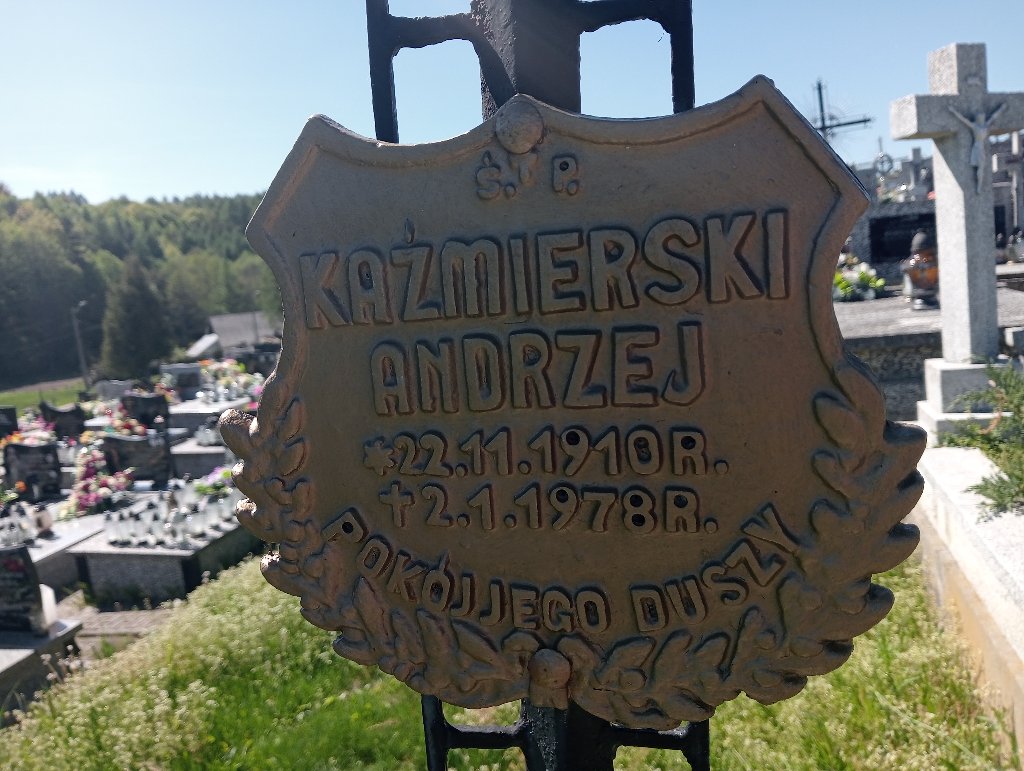 Ś. P.
KAŹMIERSKI
ANDRZEJ
*22.11.1910R.
✝2.1.1978R.
POKÓJ JEGO DUSZY